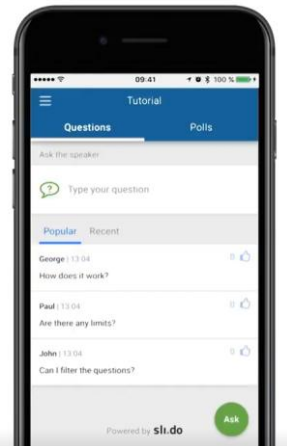 09:41
100 %
Tutorial
Questions
Polls
Ask the speaker
Type your question
Popular
Recent
George | 13:04
0
How does it work?
Paul | 13:04
0
Are there any limits?
John | 13:04
0
Can I filter the questions?
Ask
Powered by sli.do